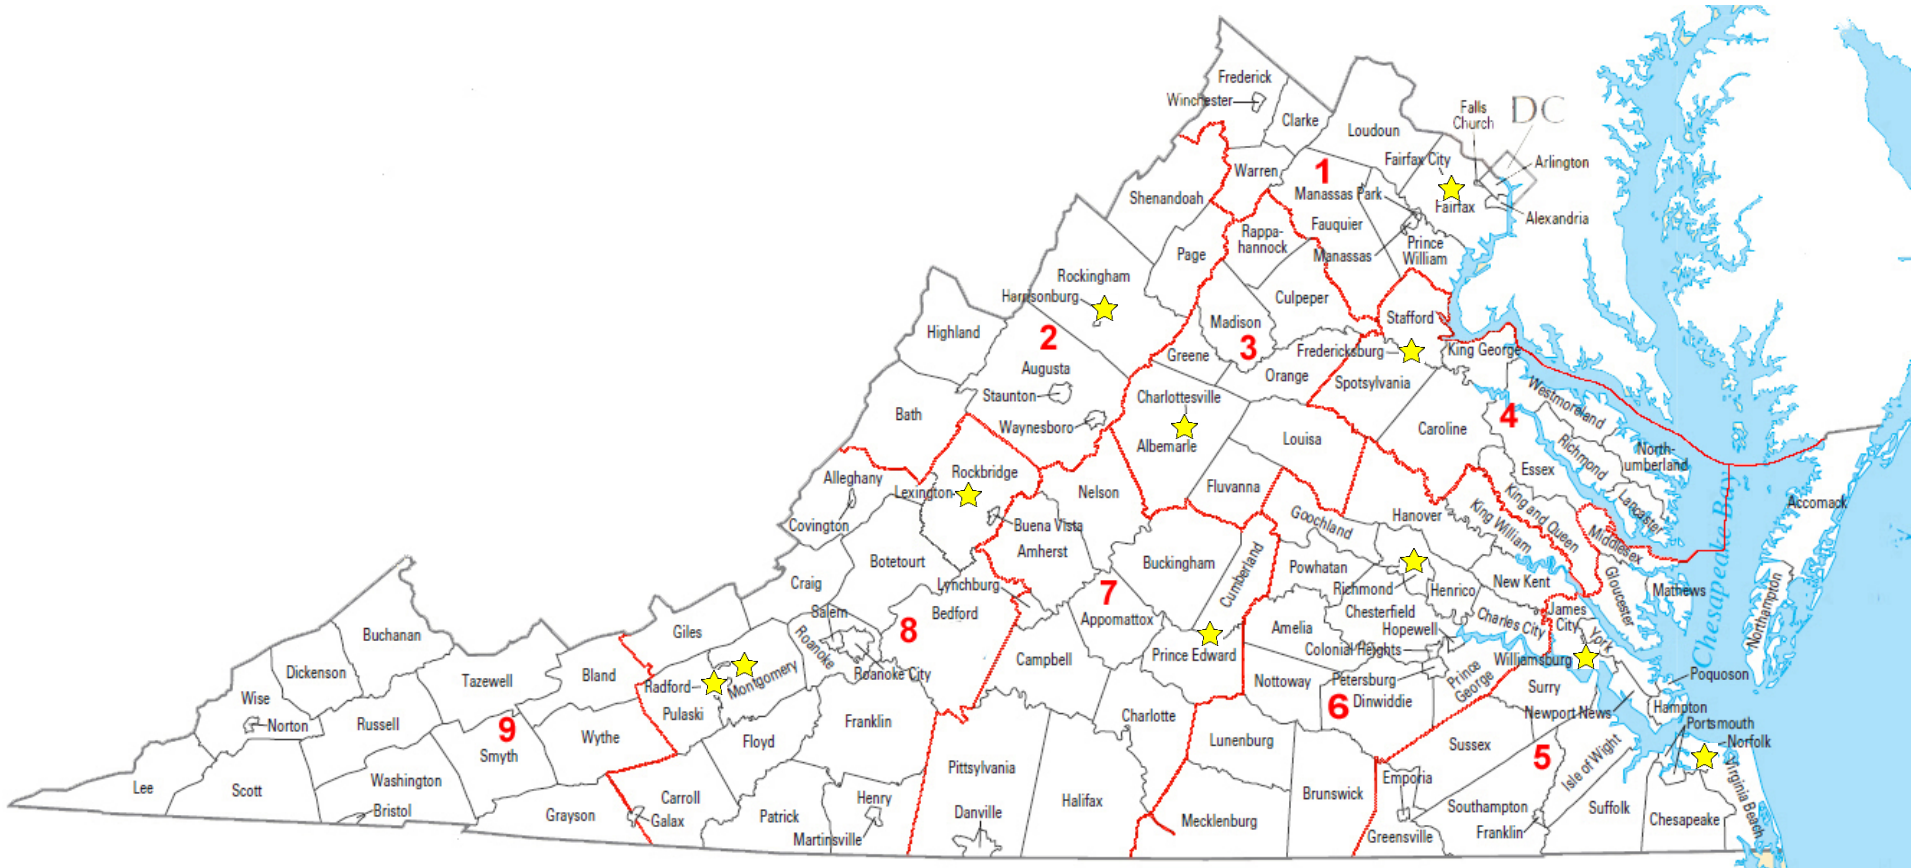 Frederick
Winchester
Clarke
Loudoun
Falls
Church
DC
Fairfax City
Arlington
Warren
1
Manassas Park
Fairfax
Alexandria
Shenandoah
Fauquier
Rappa-
hannock
Prince
William
Page
Manassas
Rockingham
Harrisonburg
Culpeper
Highland
Madison
Stafford
2
3
Greene
Fredericksburg
King George
Augusta
Orange
Spotsylvania
Staunton
Charlottesville
Westmoreland
Bath
Waynesboro
Albemarle
Louisa
Caroline
4
Richmond
North-
umberland
Rockbridge
Alleghany
Lexington
Nelson
Fluvanna
Essex
Lancaster
Accomack
Covington
Buena Vista
Goochland
Hanover
King William
King and Queen
Middlesex
Chesapeake Bay
Amherst
Botetourt
Buckingham
Cumberland
Powhatan
Craig
Lynchburg
7
Richmond
Henrico
New Kent
Gloucester
Mathews
Northampton
Salem
Bedford
8
Appomattox
Chesterfield
Hopewell
Charles City
James
City
York
Buchanan
Giles
Roanoke
Amelia
Colonial Heights
Prince Edward
Williamsburg
Dickenson
Tazewell
Bland
Radford
Montgomery
Roanoke City
Campbell
Nottoway
Petersburg
Prince
George
Poquoson
Wise
Norton
Russell
9
Smyth
Wythe
Pulaski
Floyd
Franklin
Charlotte
6
Dinwiddie
Surry
Newport News
Hampton
Portsmouth
Norfolk
Lunenburg
Sussex
5
Isle of Wight
Virginia Beach
Lee
Scott
Washington
Bristol
Grayson
Carroll
Galax
Patrick
Henry
Martinsville
Pittsylvania
Danville
Halifax
Mecklenburg
Brunswick
Emporia
Greensville
Southampton
Franklin
Suffolk
Chesapeake